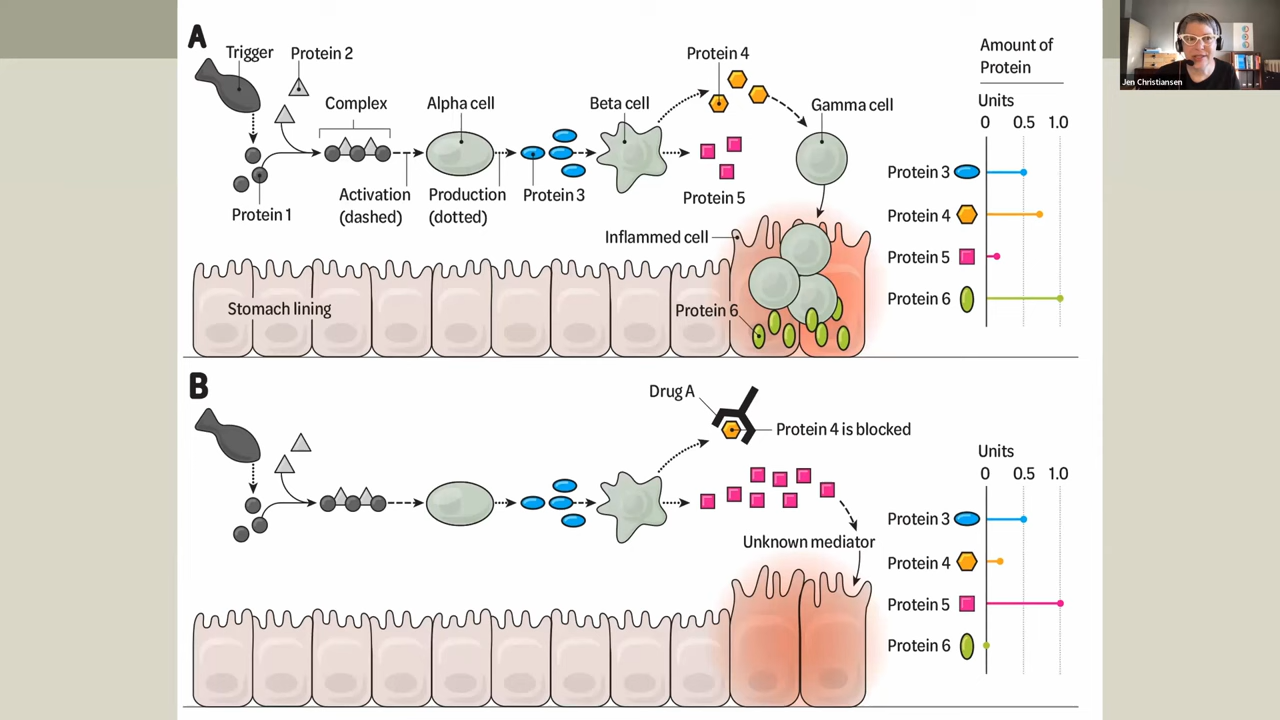 A
Trigger
Protein 2
Complex
Alpha cell
Beta cell
Protein 4
Gamma cell
Activation
(dashed)
Production
(dotted)
Protein 3
Protein 5
Protein 1
Inflammed cell
Stomach lining
Protein 6
Amount of
Protein
Units
0 0.5 1.0
Protein 3
Protein 4
Protein 5
Protein 6
B
Drug A
Protein 4 is blocked
Unknown mediator
Units
0 0.5 1.0
Protein 3
Protein 4
Protein 5
Protein 6
Jen Christiansen